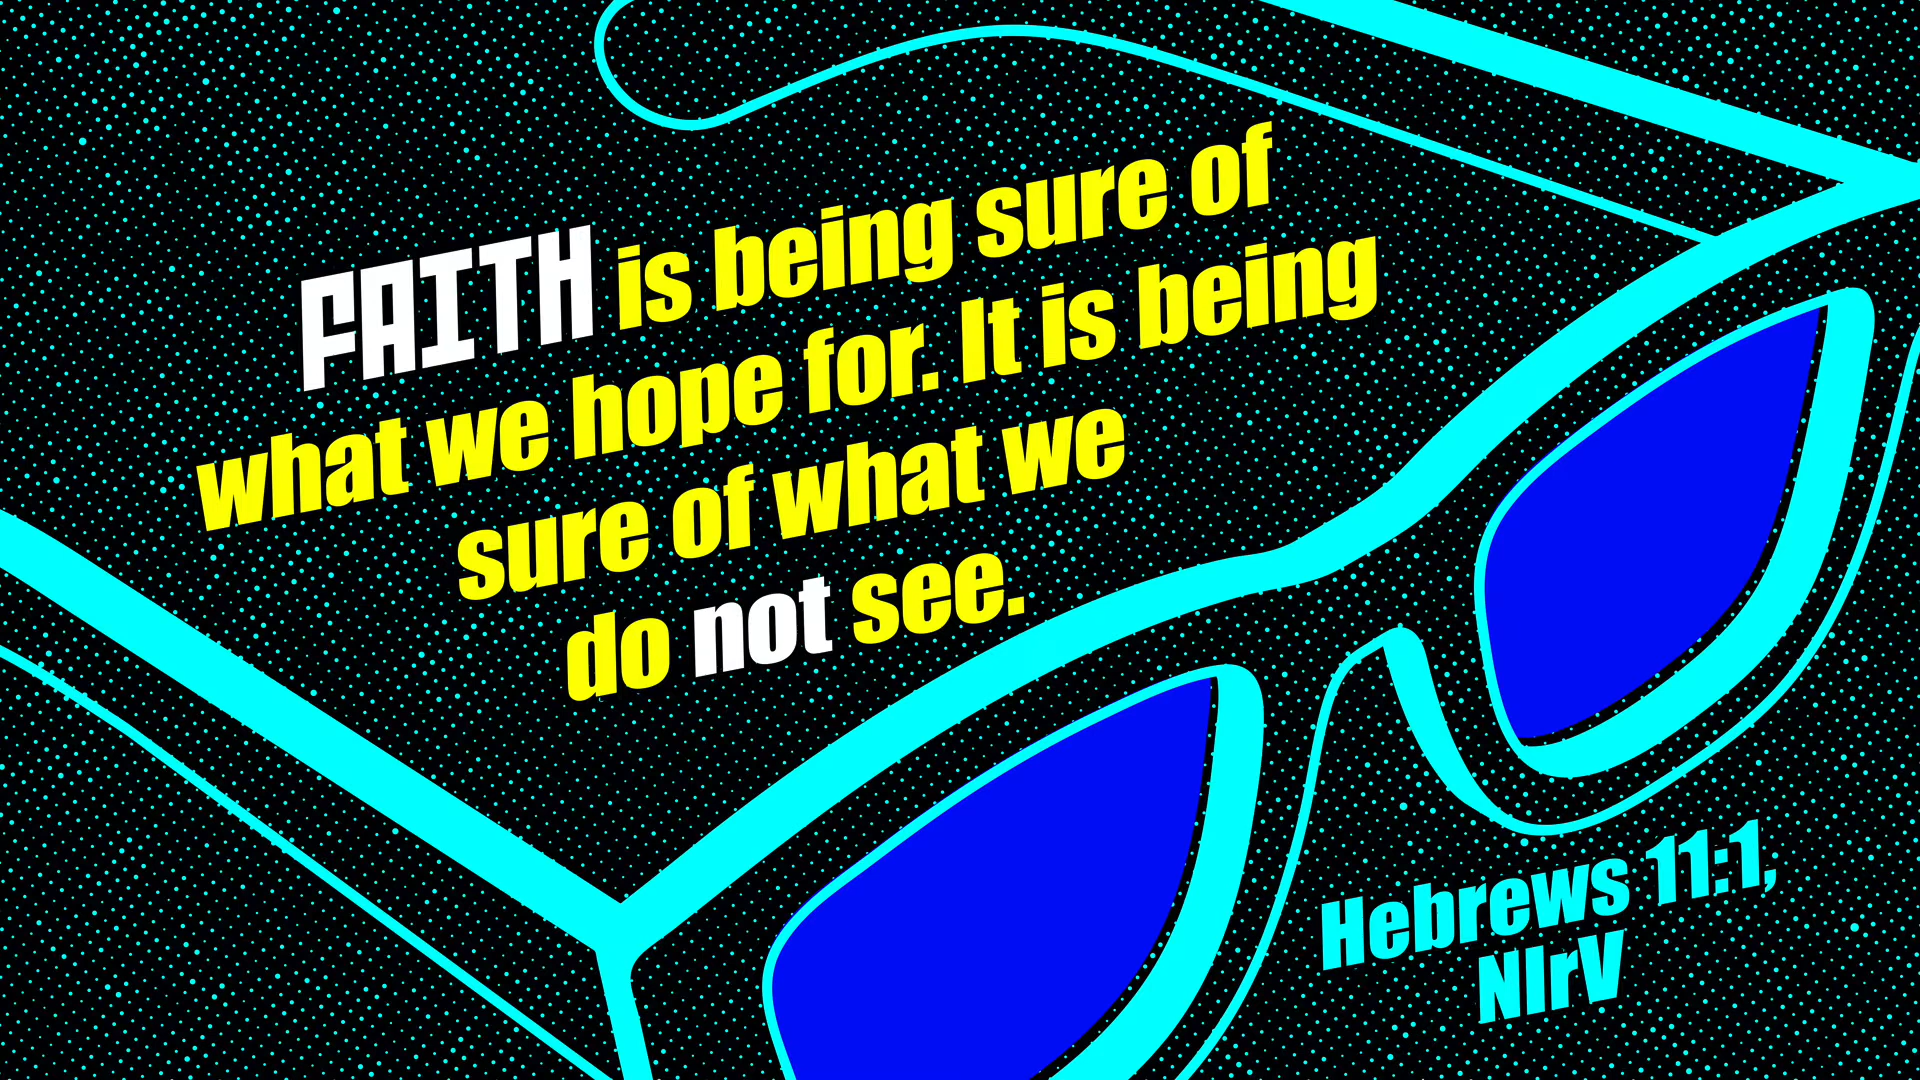 FAITH is being sure of
what we hope for. It is being
sure of what we
do not see.
Hebrews 11:1,
NIrV